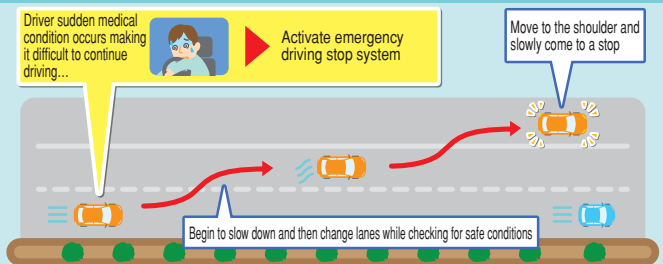 Driver sudden medical
condition occurs making
it difficult to continue
driving...
Activate emergency
driving stop system
Move to the shoulder and
slowly come to a stop
Begin to slow down and then change lanes while checking for safe conditions